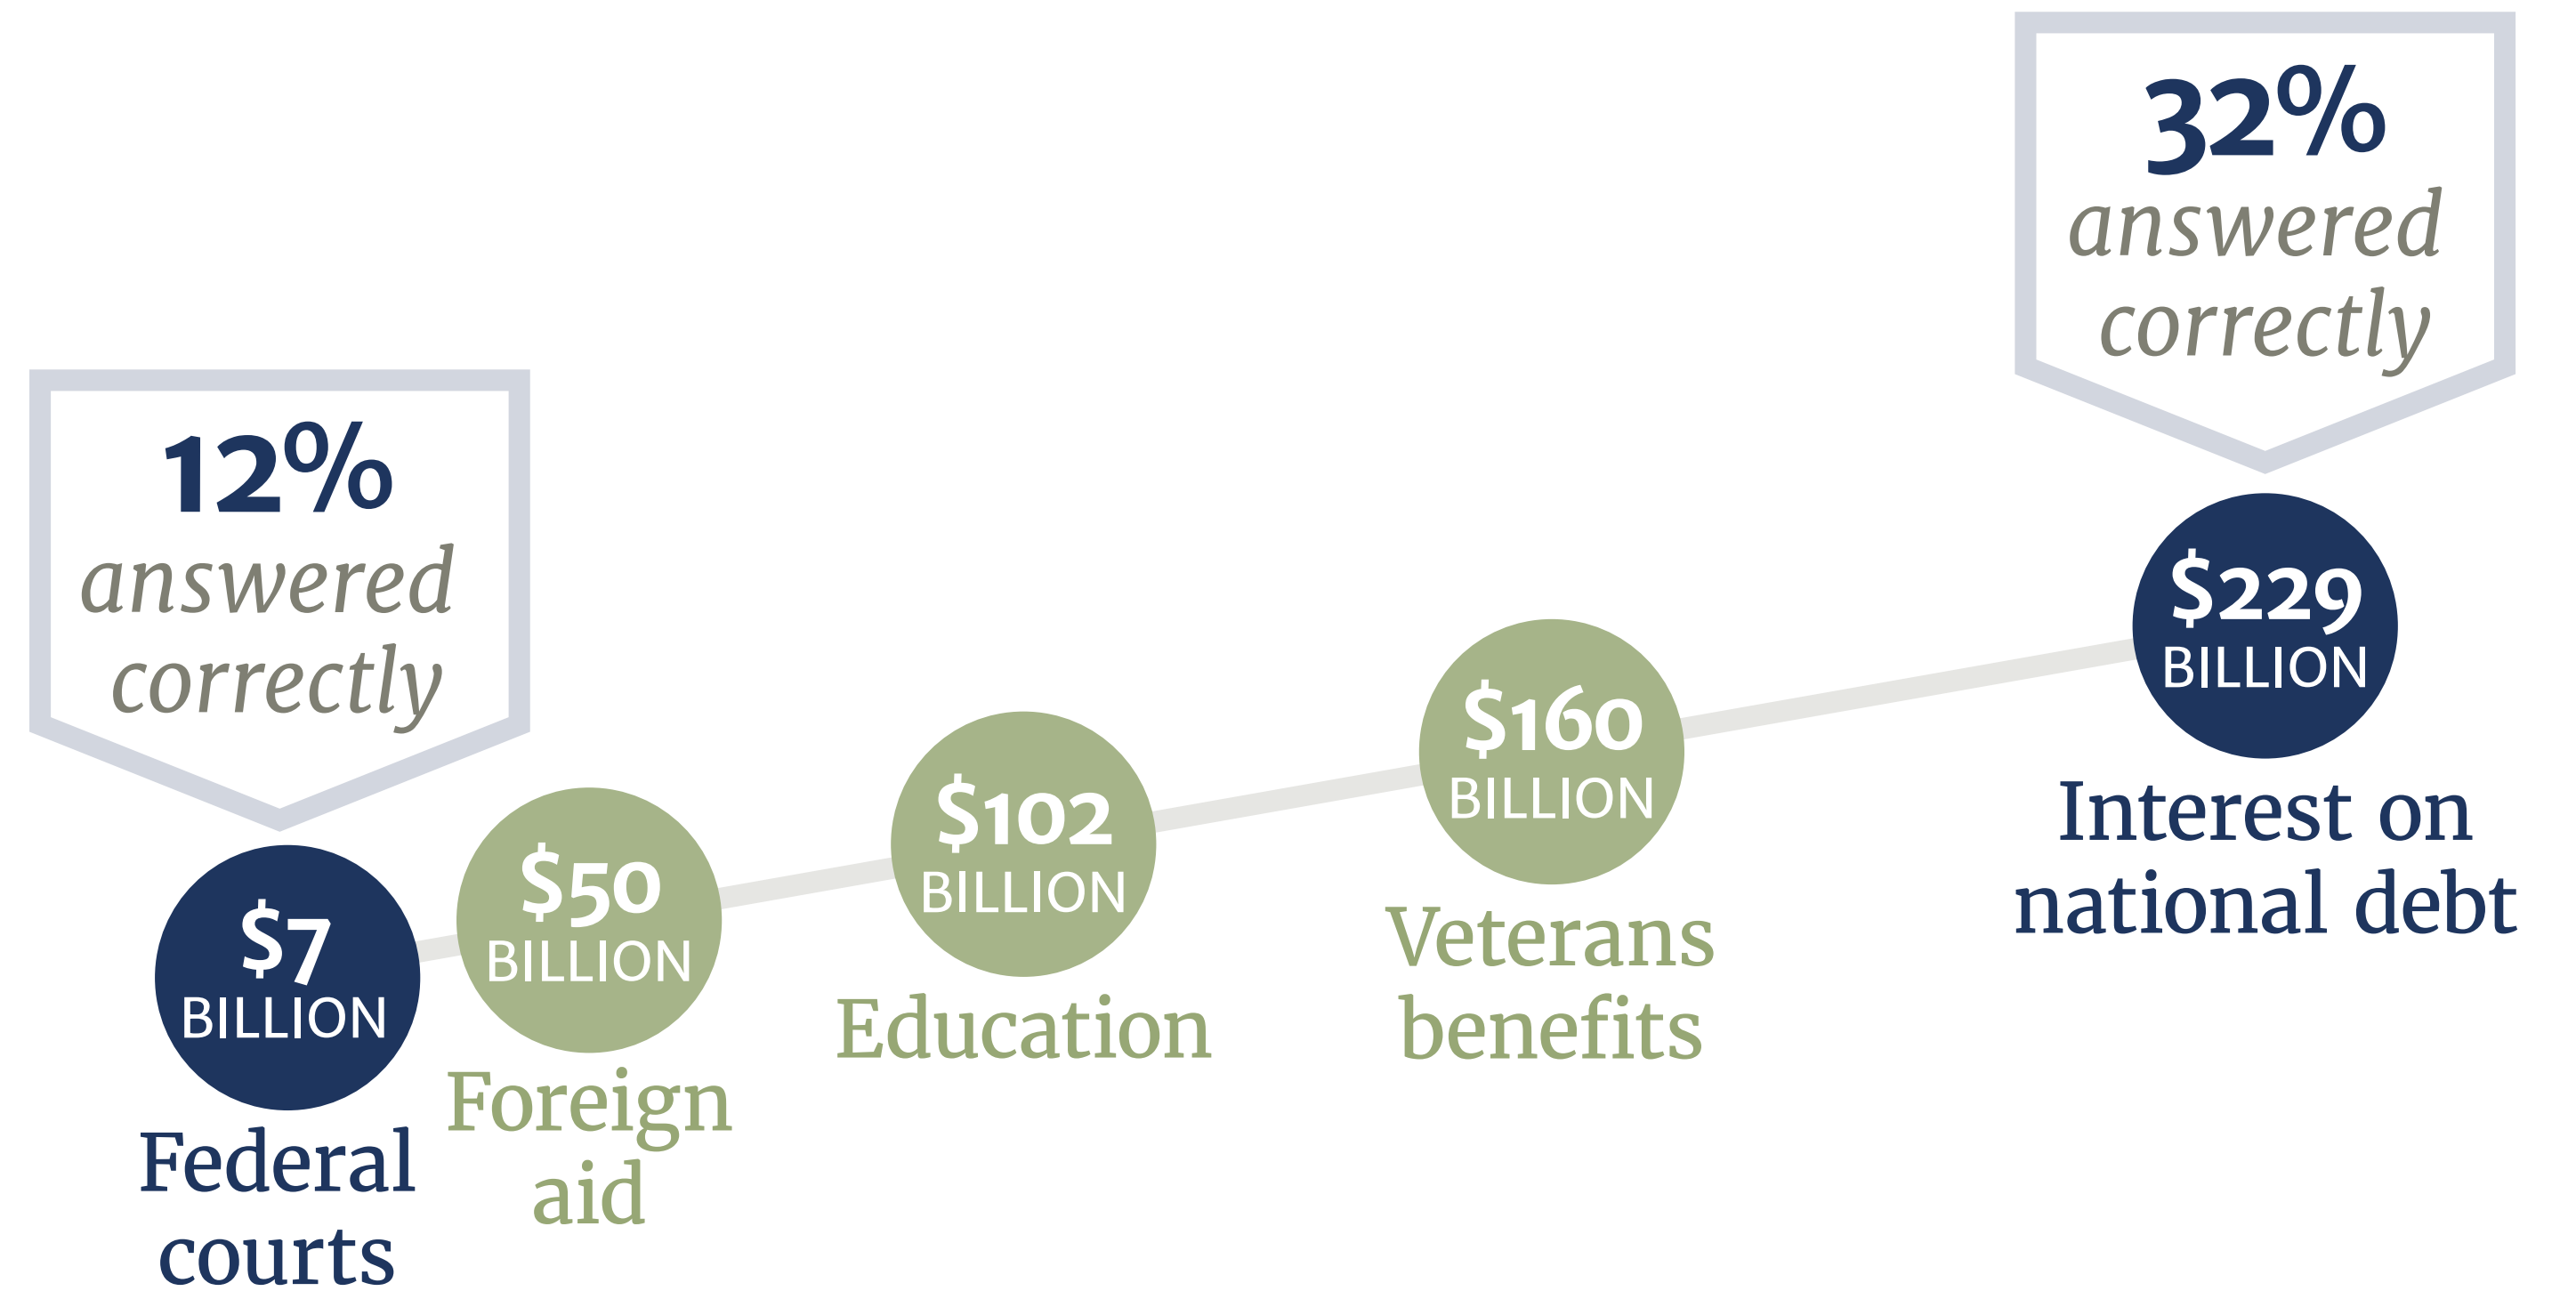 12%
answered
correctly
$7
BILLION
Federal
courts
$50
BILLION
Foreign
aid
$102
BILLION
Education
$160
BILLION
Veterans
benefits
32%
answered
correctly
$229
BILLION
Interest on
national debt